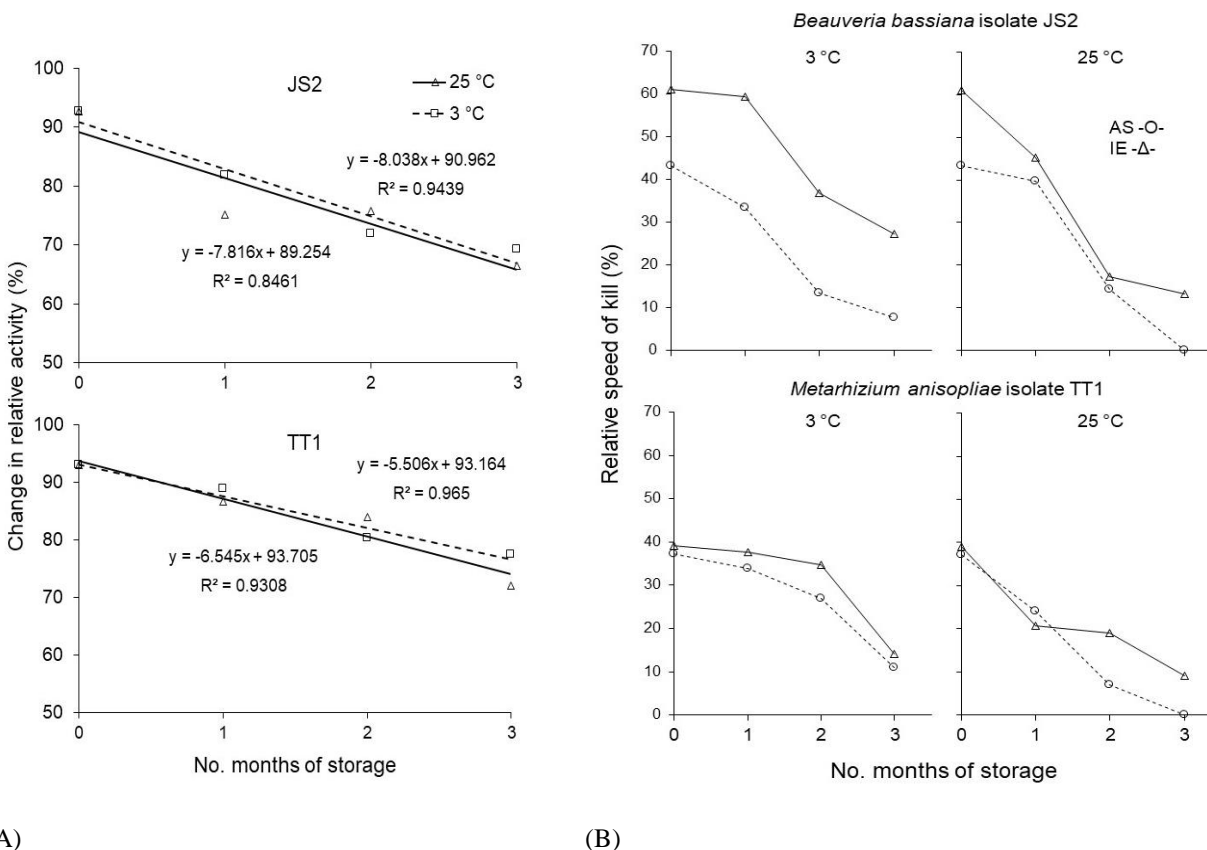 Change in relative activity (%)
100
90
80
70
60
50
JS2
25 °C
3 °C
y = -8.038x + 90.962
R² = 0.9439
y = -7.816x + 89.254
R² = 0.8461
0 1 2 3
100
90
80
70
60
50
TT1
y = -5.506x + 93.164
R² = 0.965
y = -6.545x + 93.705
R² = 0.9308
0 1 2 3
No. months of storage
A)
Beauveria bassiana isolate JS2
Relative speed of kill (%)
70
60
50
40
30
20
10
0
3 °C
25 °C
AS -O-
IE -Δ-
Metarhizium anisopliae isolate TT1
70
60
50
40
30
20
10
0
3 °C
25 °C
0 1 2 3
0 1 2 3
No. months of storage
(B)